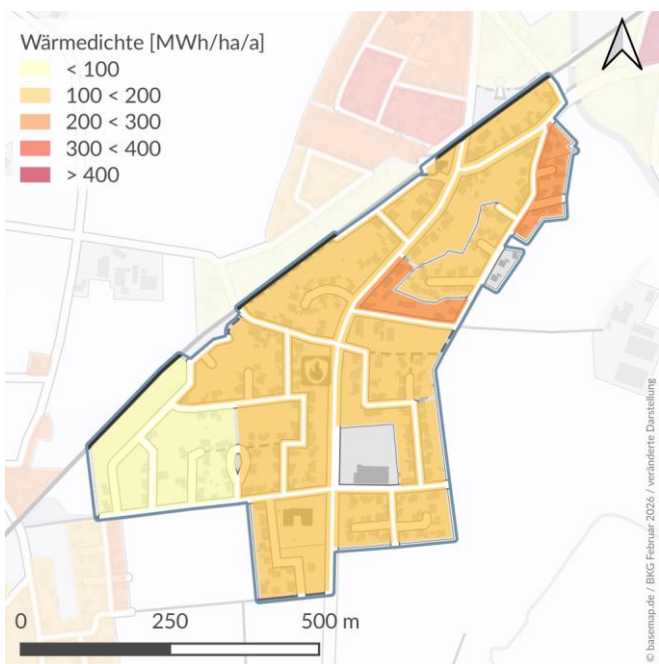 Wärmedichte [MWh/ha/a]
< 100
100 < 200
200 < 300
300 < 400
> 400
0 250 500 m
© basemap.de / BKG Februar 2026 / veränderte Darstellung